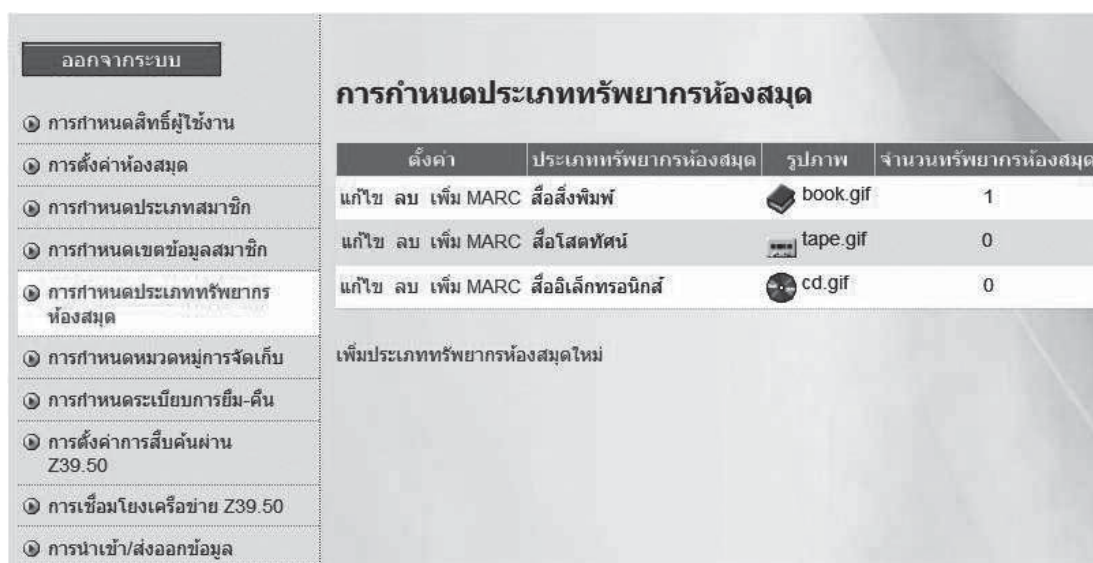 ออกจากระบบ
การกำหนดสิทธิ์ผู้ใช้งาน
การตั้งค่าห้องสมุด
การกำหนดประเภทสมาชิก
การกำหนดเขตข้อมูลสมาชิก
การกำหนดประเภททรัพยากร
ห้องสมุด
การกำหนดหมวดหมู่การจัดเก็บ
การกำหนดระเบียบการยืม-คืน
การตั้งค่าการสืบค้นผ่าน
Z39.50
การเชื่อมโยงเครือข่าย Z39.50
การนำเข้า/ส่งออกข้อมูล
การกำหนดประเภททรัพยากรห้องสมุด
ตั้งค่า ประเภททรัพยากรห้องสมุด รูปภาพ จำนวนทรัพยากรห้องสมุด
แก้ไข ลบ เพิ่ม MARC สื่อสิ่งพิมพ์ book.gif 1
แก้ไข ลบ เพิ่ม MARC สื่อโสตทัศน์ tape.gif 0
แก้ไข ลบ เพิ่ม MARC สื่ออิเล็กทรอนิกส์ cd.gif 0
เพิ่มประเภททรัพยากรห้องสมุดใหม่